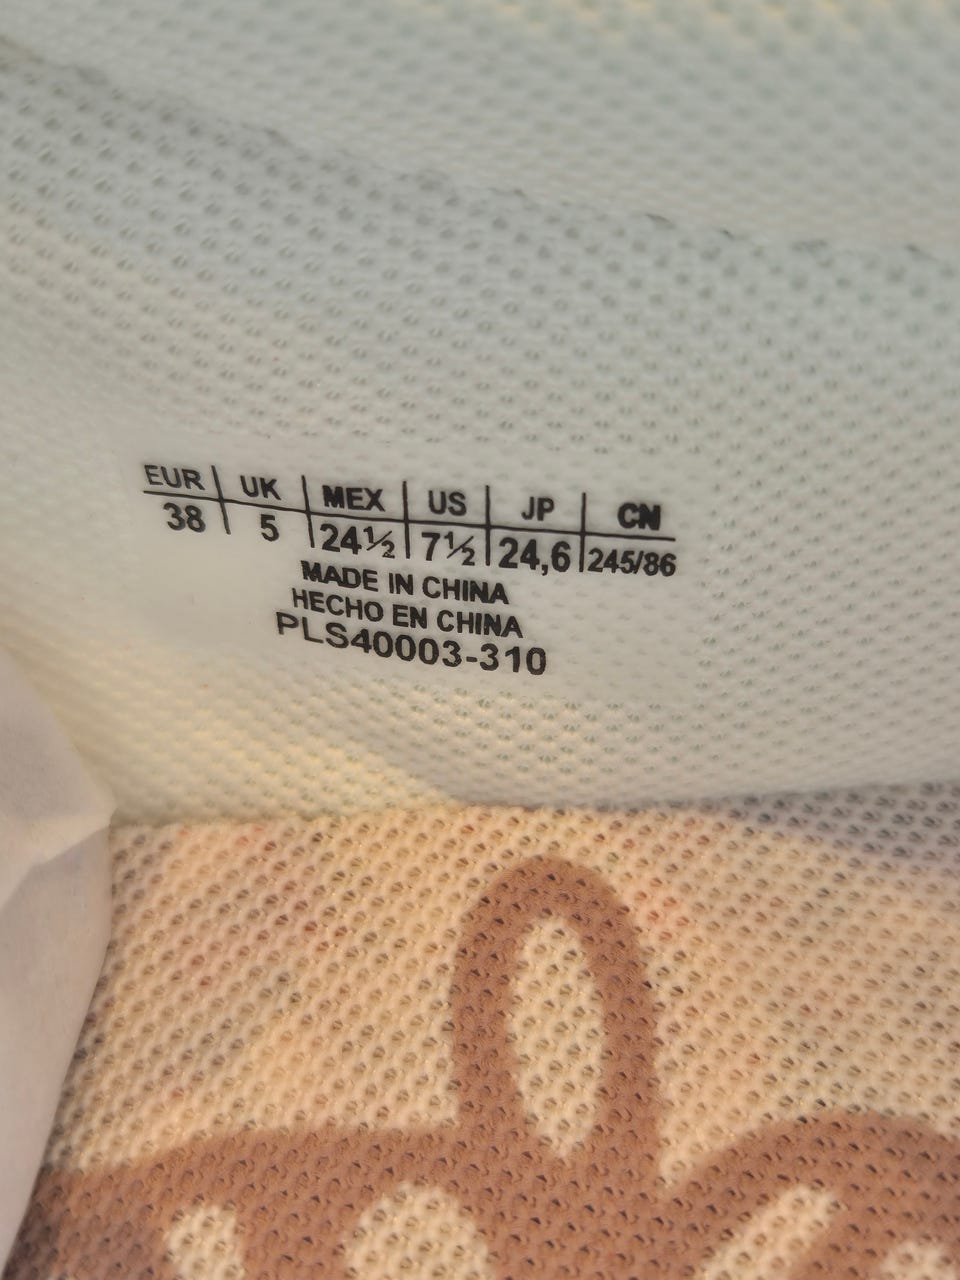 EUR | UK | MEX | US | JP | CN
38 | 5 | 24½ | 7½ | 24,6 | 245/86
MADE IN CHINA
HECHO EN CHINA
PLS40003-310